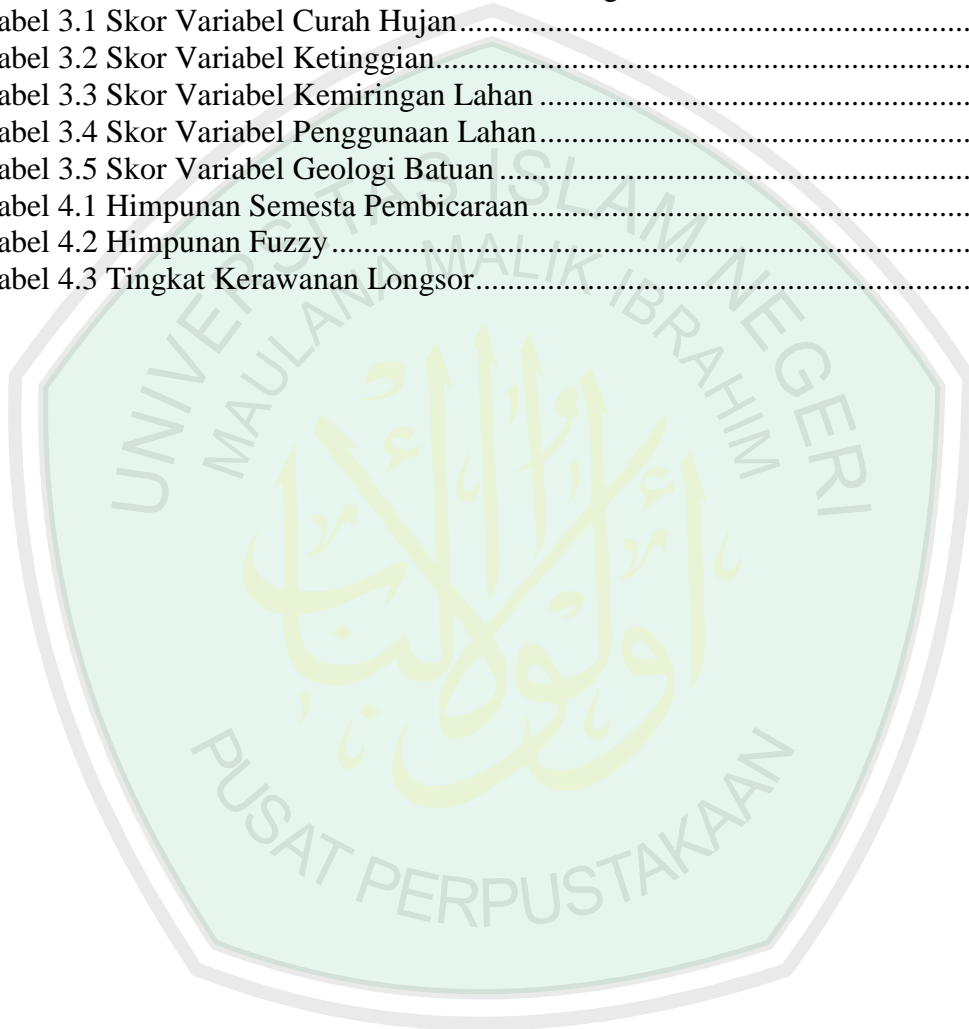 abel 3.1 Skor Variabel Curah Hujan................................................................
abel 3.2 Skor Variabel Ketinggian................................................................
abel 3.3 Skor Variabel Kemiringan Lahan ................................................................
abel 3.4 Skor Variabel Penggunaan Lahan................................................................
abel 3.5 Skor Variabel Geologi Batuan ................................................................
abel 4.1 Himpunan Semesta Pembicaraan................................................................
abel 4.2 Himpunan Fuzzy................................................................
abel 4.3 Tingkat Kerawanan Longsor................................................................
UNIVERSITAS ISLAM NEGERI
MAULANA MALIK IBRAHIM
أولوا الألباب
PUSAT PERPUSTAKAAN